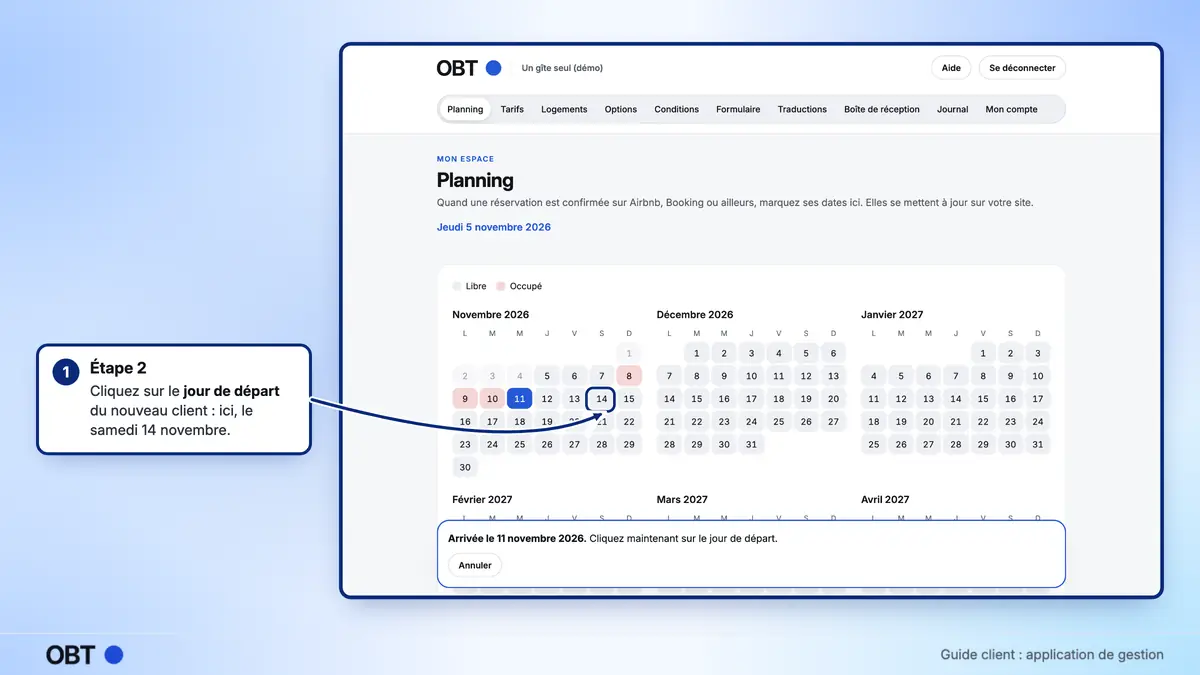 OBT
Un gîte seul (démo)
Aide
Se déconnecter
Planning Tarifs Logements Options Conditions Formulaire Traductions Boîte de réception Journal Mon compte
MON ESPACE
Planning
Quand une réservation est confirmée sur Airbnb, Booking ou ailleurs, marquez ses dates ici. Elles se mettent à jour sur votre site.
Jeudi 5 novembre 2026
Libre Occupé
Novembre 2026
L M M J V S D
1
2 3 4 5 6 7 8
9 10 11 12 13 14 15
16 17 18 19 21 22
23 24 25 26 27 28 29
30
Décembre 2026
L M M J V S D
1 2 3 4 5 6
7 8 9 10 11 12 13
14 15 16 17 18 19 20
21 22 23 24 25 26 27
28 29 30 31
Janvier 2027
L M M J V S D
1 2 3
4 5 6 7 8 9 10
11 12 13 14 15 16 17
18 19 20 21 22 23 24
25 26 27 28 29 30 31
Février 2027
L M M J V S D
Mars 2027
L M M J V S D
Avril 2027
L M M J V S D
Arrivée le 11 novembre 2026. Cliquez maintenant sur le jour de départ.
Annuler
1
Étape 2
Cliquez sur le jour de départ
du nouveau client : ici, le
samedi 14 novembre.
OBT
Guide client : application de gestion